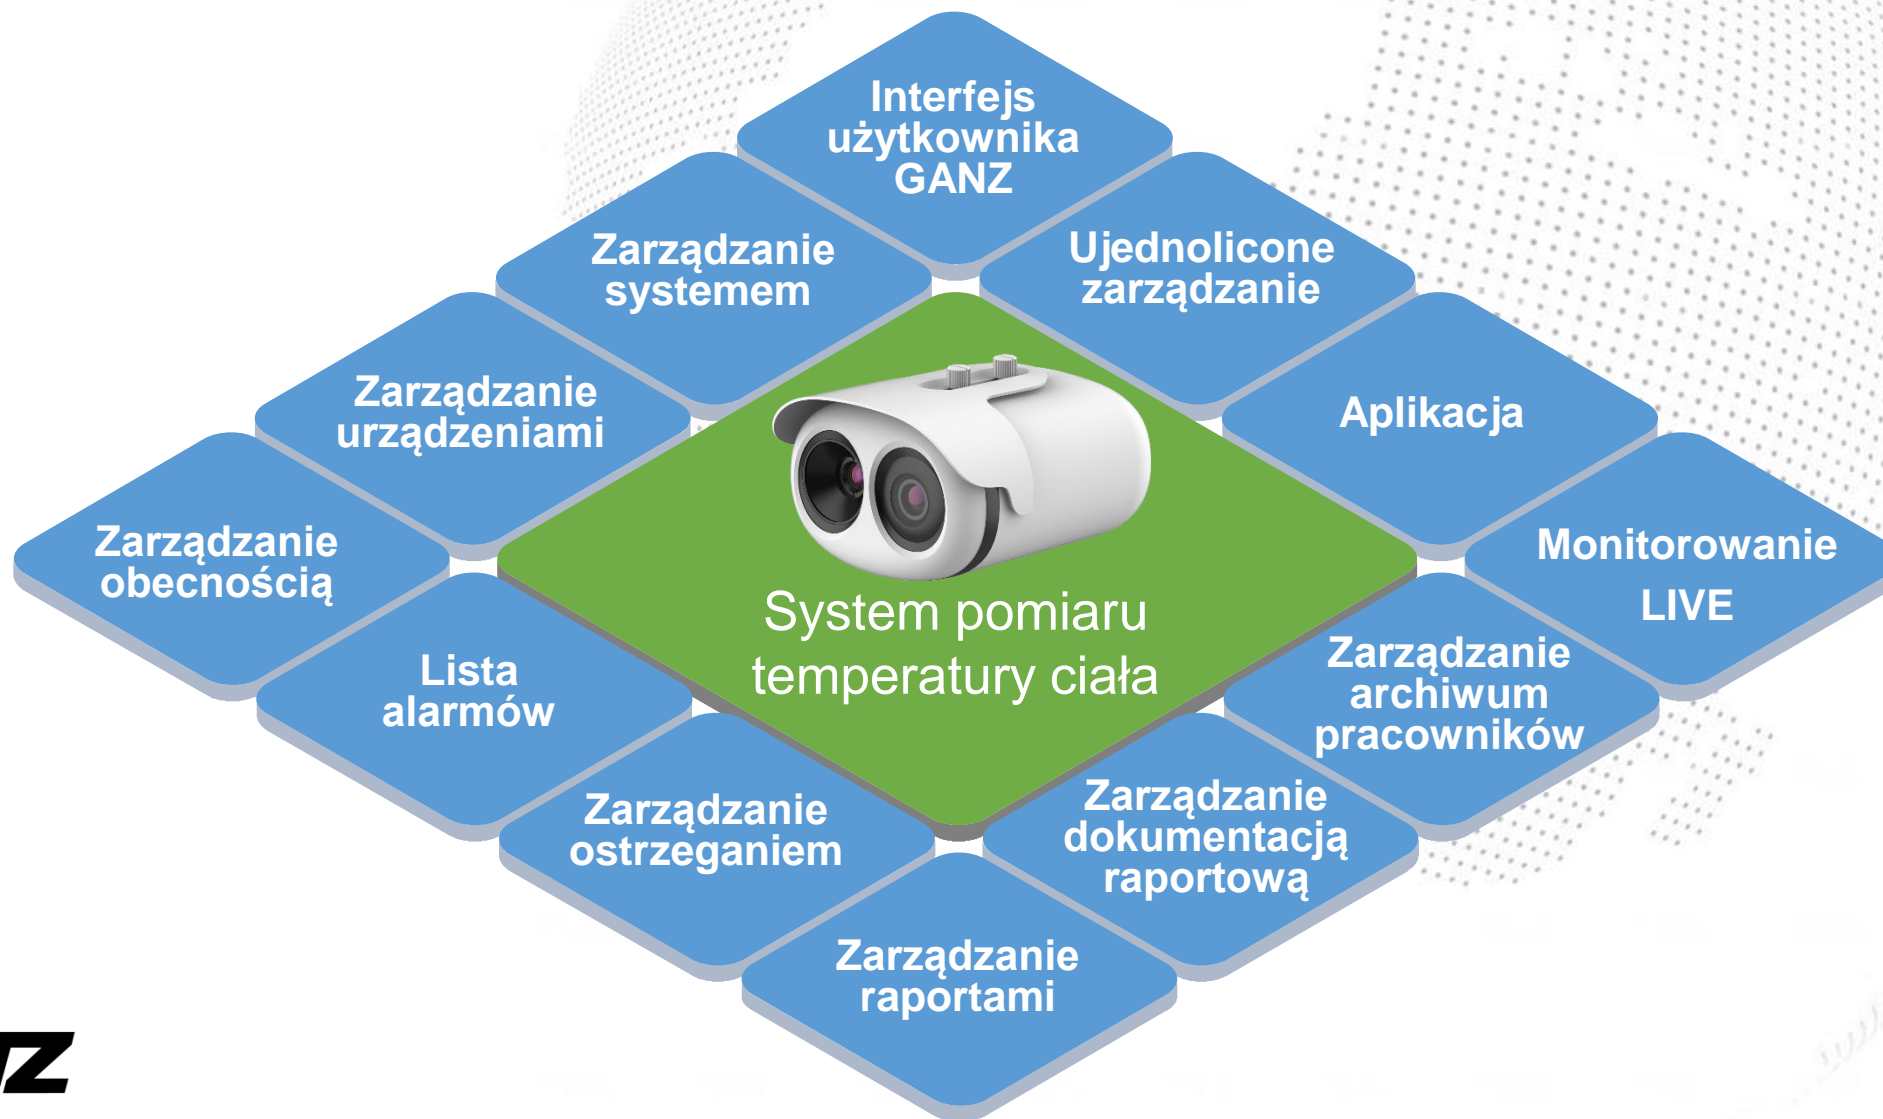 Interfejs
użytkownika
GANZ
Zarządzanie
systemem
Ujednolicone
zarządzanie
Zarządzanie
urządzeniami
Aplikacja
Zarządzanie
obecnością
Monitorowanie
LIVE
System pomiaru
temperatury ciała
Lista
alarmów
Zarządzanie
archiwum
pracowników
Zarządzanie
ostrzeganiem
Zarządzanie
dokumentacją
raportową
Zarządzanie
raportami